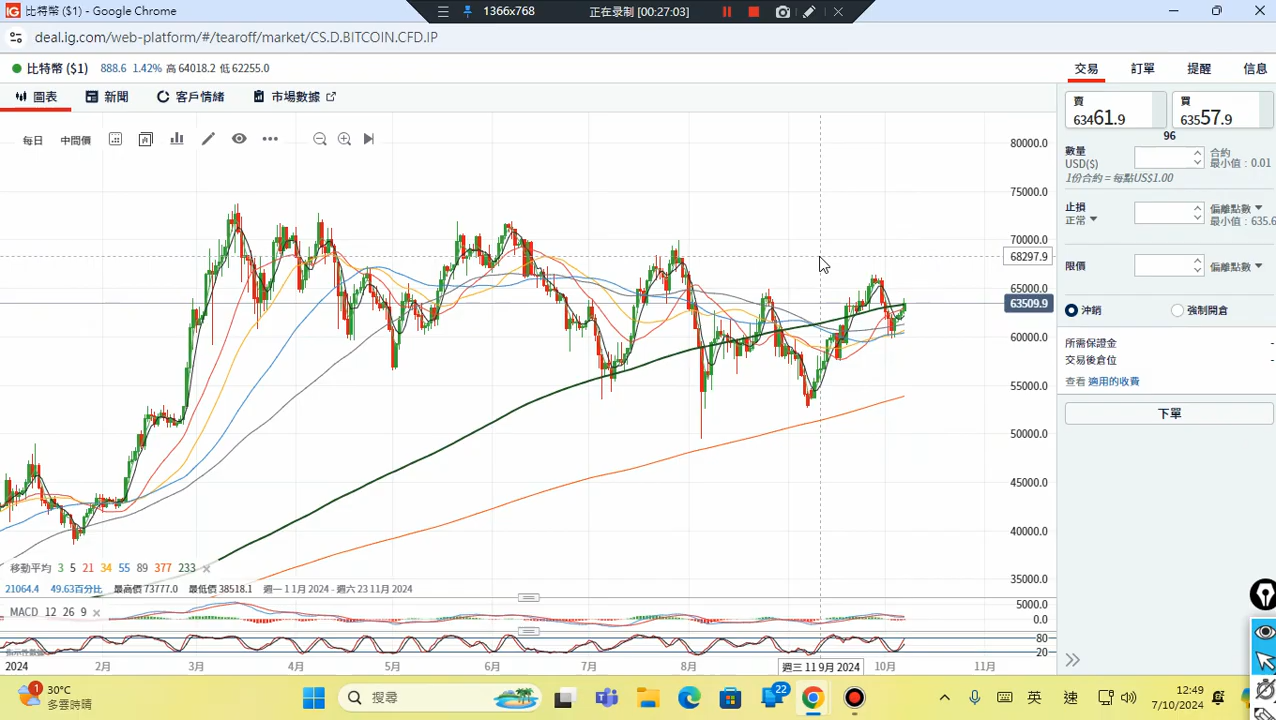 比特幣 ($1) - Google Chrome
1366x768
正在录制 [00:27:03]
deal.ig.com/web-platform/#/tearoff/market/CS.D.BITCOIN.CFD.IP
比特幣 ($1) 888.6 1.42% 高 64018.2 低 62255.0
交易 訂單 提醒 信息
圖表 新聞 客戶情緒 市場數據
每日 中間價
賣 63461.9
買 63557.9
96
數量 USD($) 合約 最小值 : 0.01
1份合約 = 每點US$1.00
止損 正常 偏離點數 最小值 : 635.6
限價 偏離點數
沖銷 強制開倉
所需保證金 -
交易後倉位 -
查看 適用的收費
下單
80000.0
75000.0
70000.0
68297.9
65000.0
63509.9
60000.0
55000.0
50000.0
45000.0
40000.0
35000.0
移動平均 3 5 21 34 55 89 377 233
21064.4 49.63百分比 最高價 73777.0 最低價 38518.1 週一 1 1月 2024 - 週六 23 11月 2024
MACD 12 26 9
5000.0
0.0
80
20
2024 2月 3月 4月 5月 6月 7月 8月 週三 11 9月 2024 10月 11月
1 30°C
多雲時晴
搜尋
22
英 速
12:49
7/10/2024